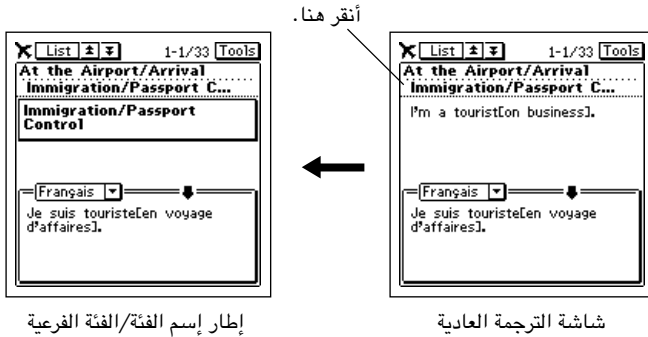 أنقر هنا.
List 1-1/33 Tools
At the Airport/Arrival
Immigration/Passport C...
I'm a tourist[on business].
Français
Je suis touriste[en voyage
d'affaires].
شاشة الترجمة العادية
List 1-1/33 Tools
At the Airport/Arrival
Immigration/Passport C...
Immigration/Passport
Control
Français
Je suis touriste[en voyage
d'affaires].
إطار إسم الفئة/الفئة الفرعية